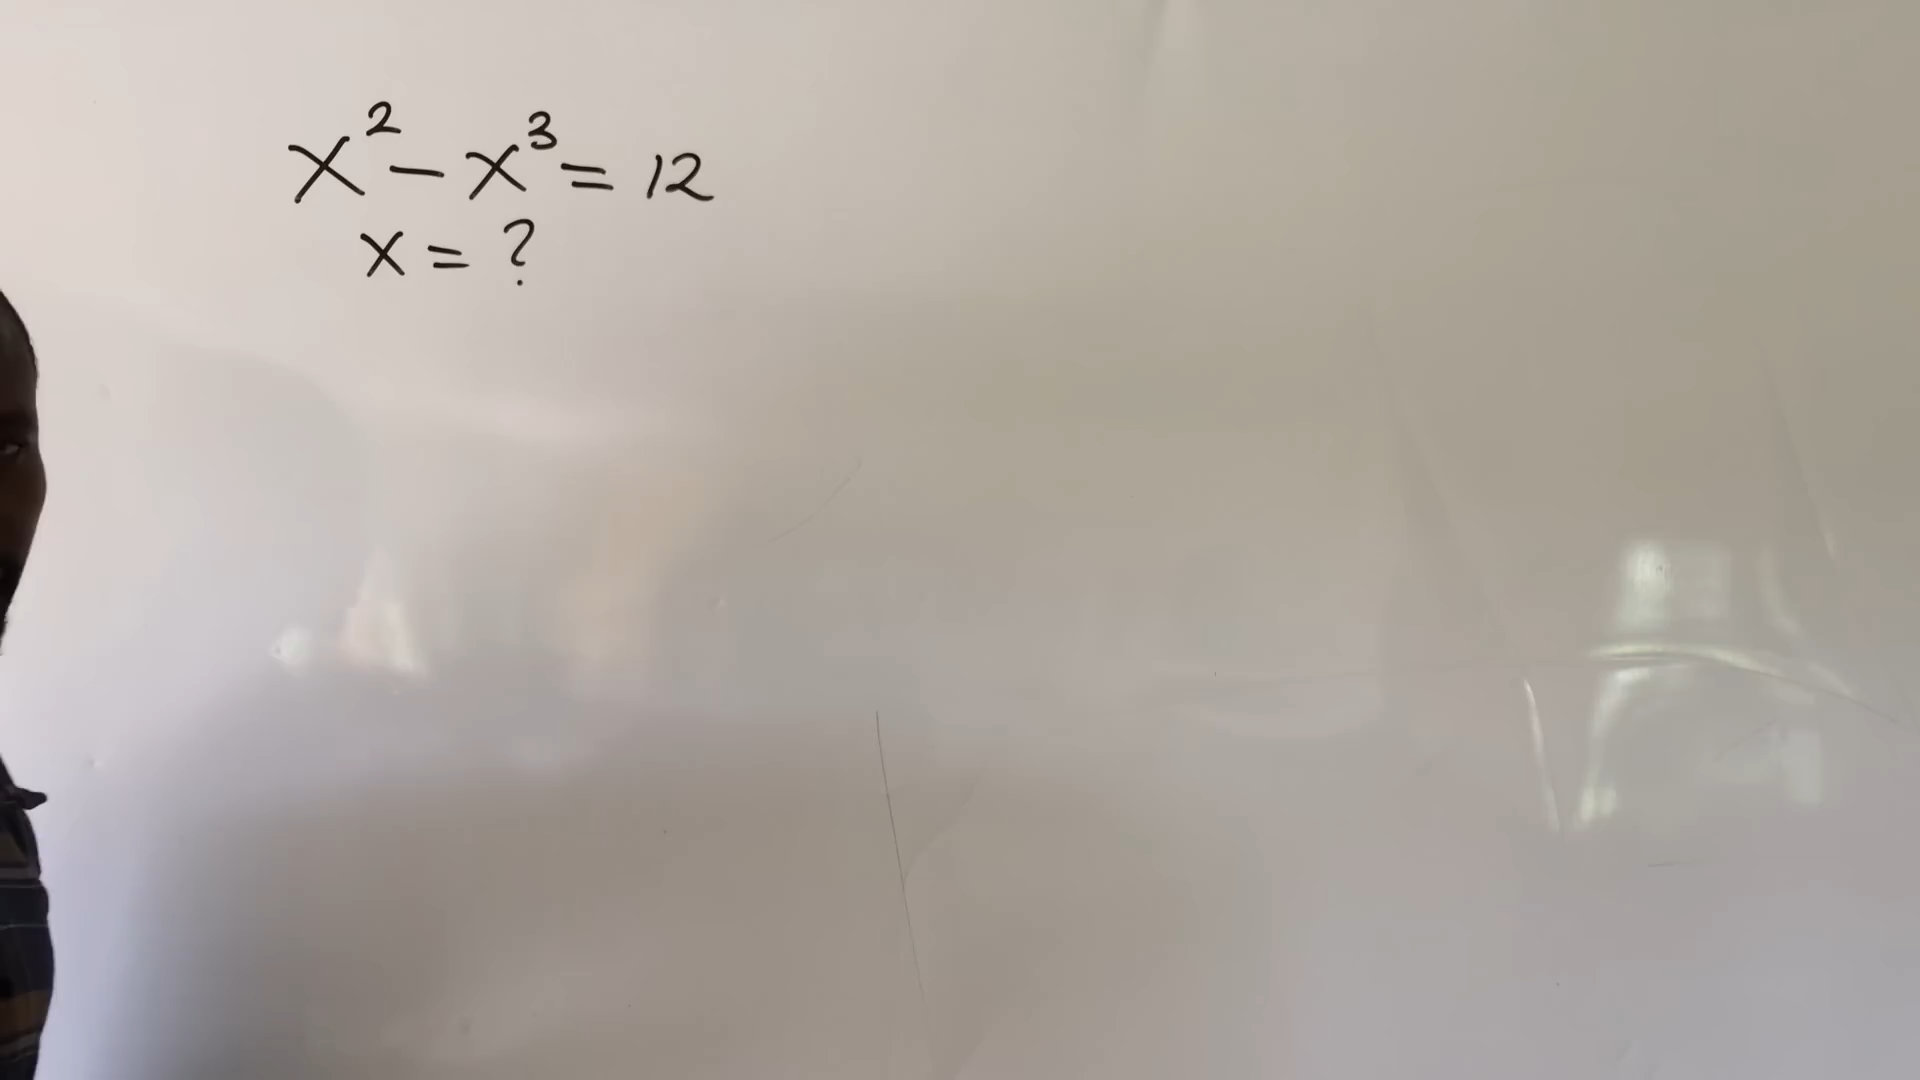 x² - x³ = 12
x = ?